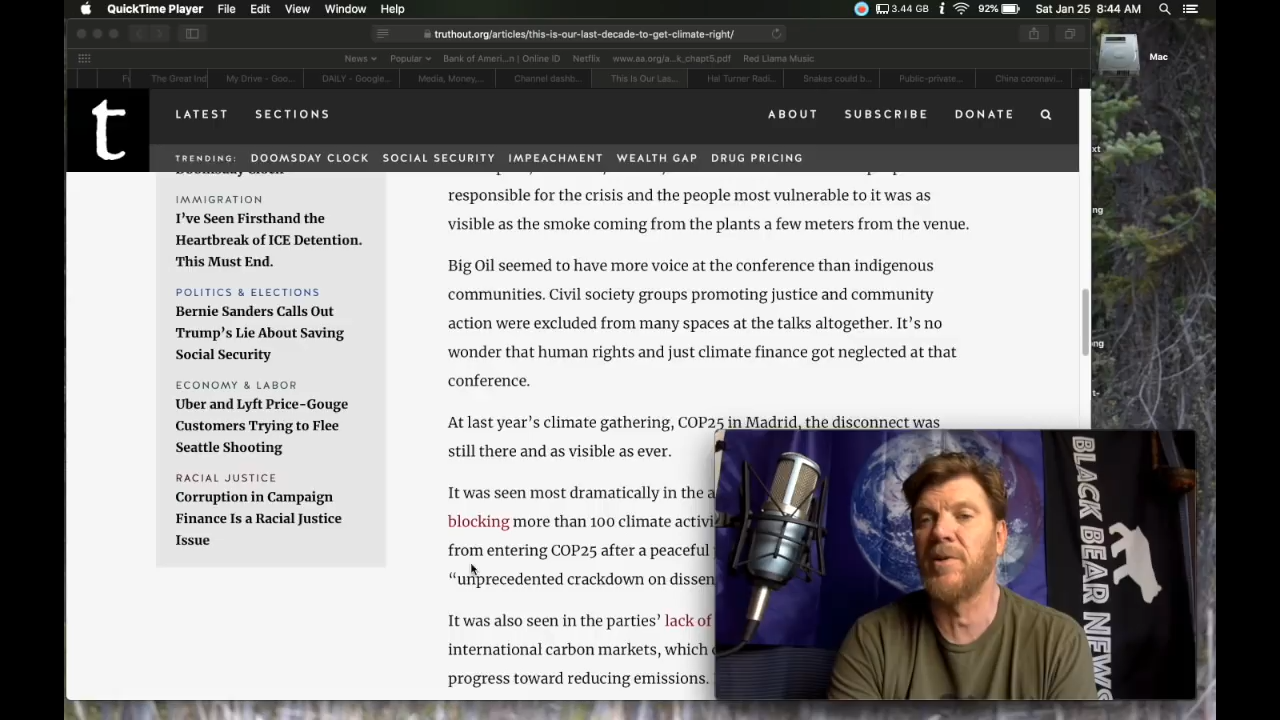 QuickTime Player File Edit View Window Help
3.44 GB 92% Sat Jan 25 8:44 AM
truthout.org/articles/this-is-our-last-decade-to-get-climate-right/
News Popular Bank of Ameri...n | Online ID Netflix www.aa.org/a...k_chapt5.pdf Red Llama Music
The Great Ind My Drive - Goo... DAILY - Google... Media, Money,... Channel dashb... This Is Our Las... Hal Turner Radi... Snakes could b... Public-private... China coronavi...
Mac
t
LATEST SECTIONS ABOUT SUBSCRIBE DONATE
TRENDING: DOOMSDAY CLOCK SOCIAL SECURITY IMPEACHMENT WEALTH GAP DRUG PRICING
Doomsday Clock
IMMIGRATION
I’ve Seen Firsthand the
Heartbreak of ICE Detention.
This Must End.
POLITICS & ELECTIONS
Bernie Sanders Calls Out
Trump’s Lie About Saving
Social Security
ECONOMY & LABOR
Uber and Lyft Price-Gouge
Customers Trying to Flee
Seattle Shooting
RACIAL JUSTICE
Corruption in Campaign
Finance Is a Racial Justice
Issue
responsible for the crisis and the people most vulnerable to it was as
visible as the smoke coming from the plants a few meters from the venue.
Big Oil seemed to have more voice at the conference than indigenous
communities. Civil society groups promoting justice and community
action were excluded from many spaces at the talks altogether. It’s no
wonder that human rights and just climate finance got neglected at that
conference.
At last year’s climate gathering, COP25 in Madrid, the disconnect was
still there and as visible as ever.
It was seen most dramatically in the a
blocking more than 100 climate activi
from entering COP25 after a peaceful
“unprecedented crackdown on dissen
It was also seen in the parties’ lack of
international carbon markets, which
progress toward reducing emissions.
BLACK BEAR NEWS